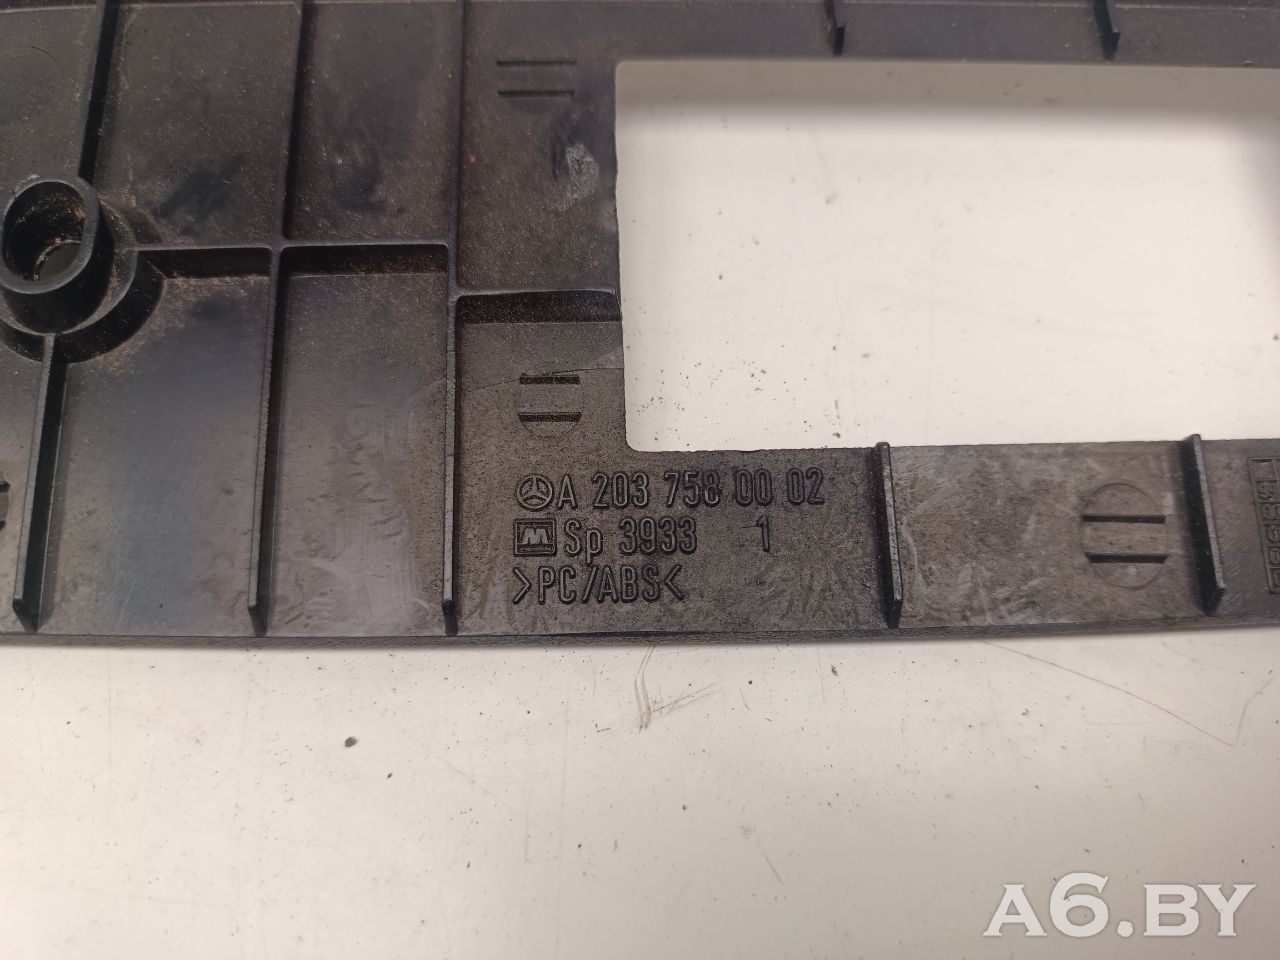 A 203 758 00 02
M Sp 3933 1
>PC/ABS<
A6.BY